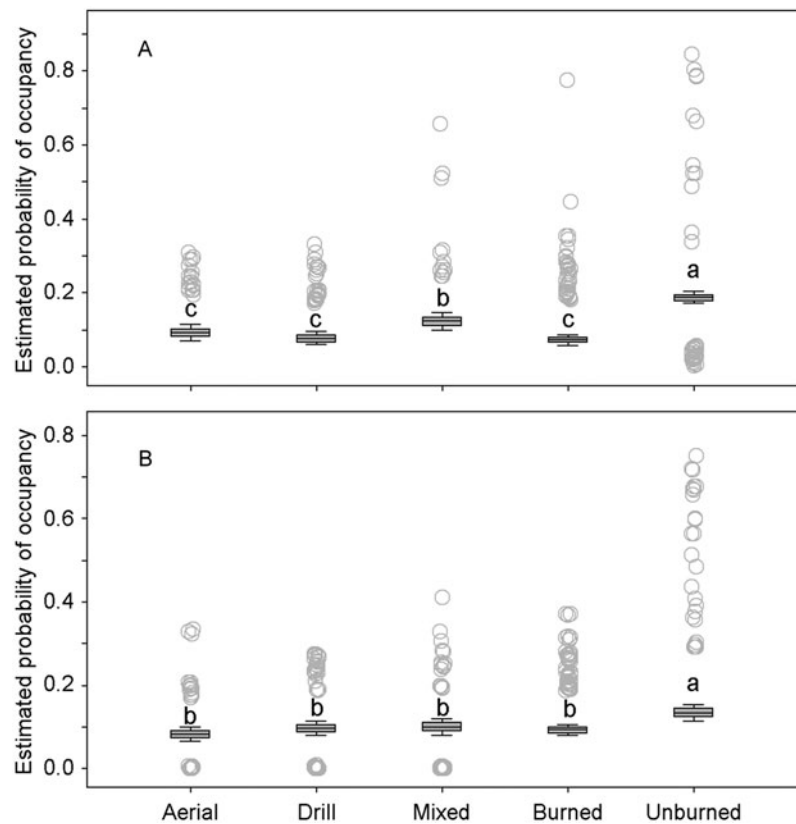 A
Estimated probability of occupancy
0.8
0.6
0.4
0.2
0.0
c
c
b
c
a
B
Estimated probability of occupancy
0.8
0.6
0.4
0.2
0.0
b
b
b
b
a
Aerial Drill Mixed Burned Unburned